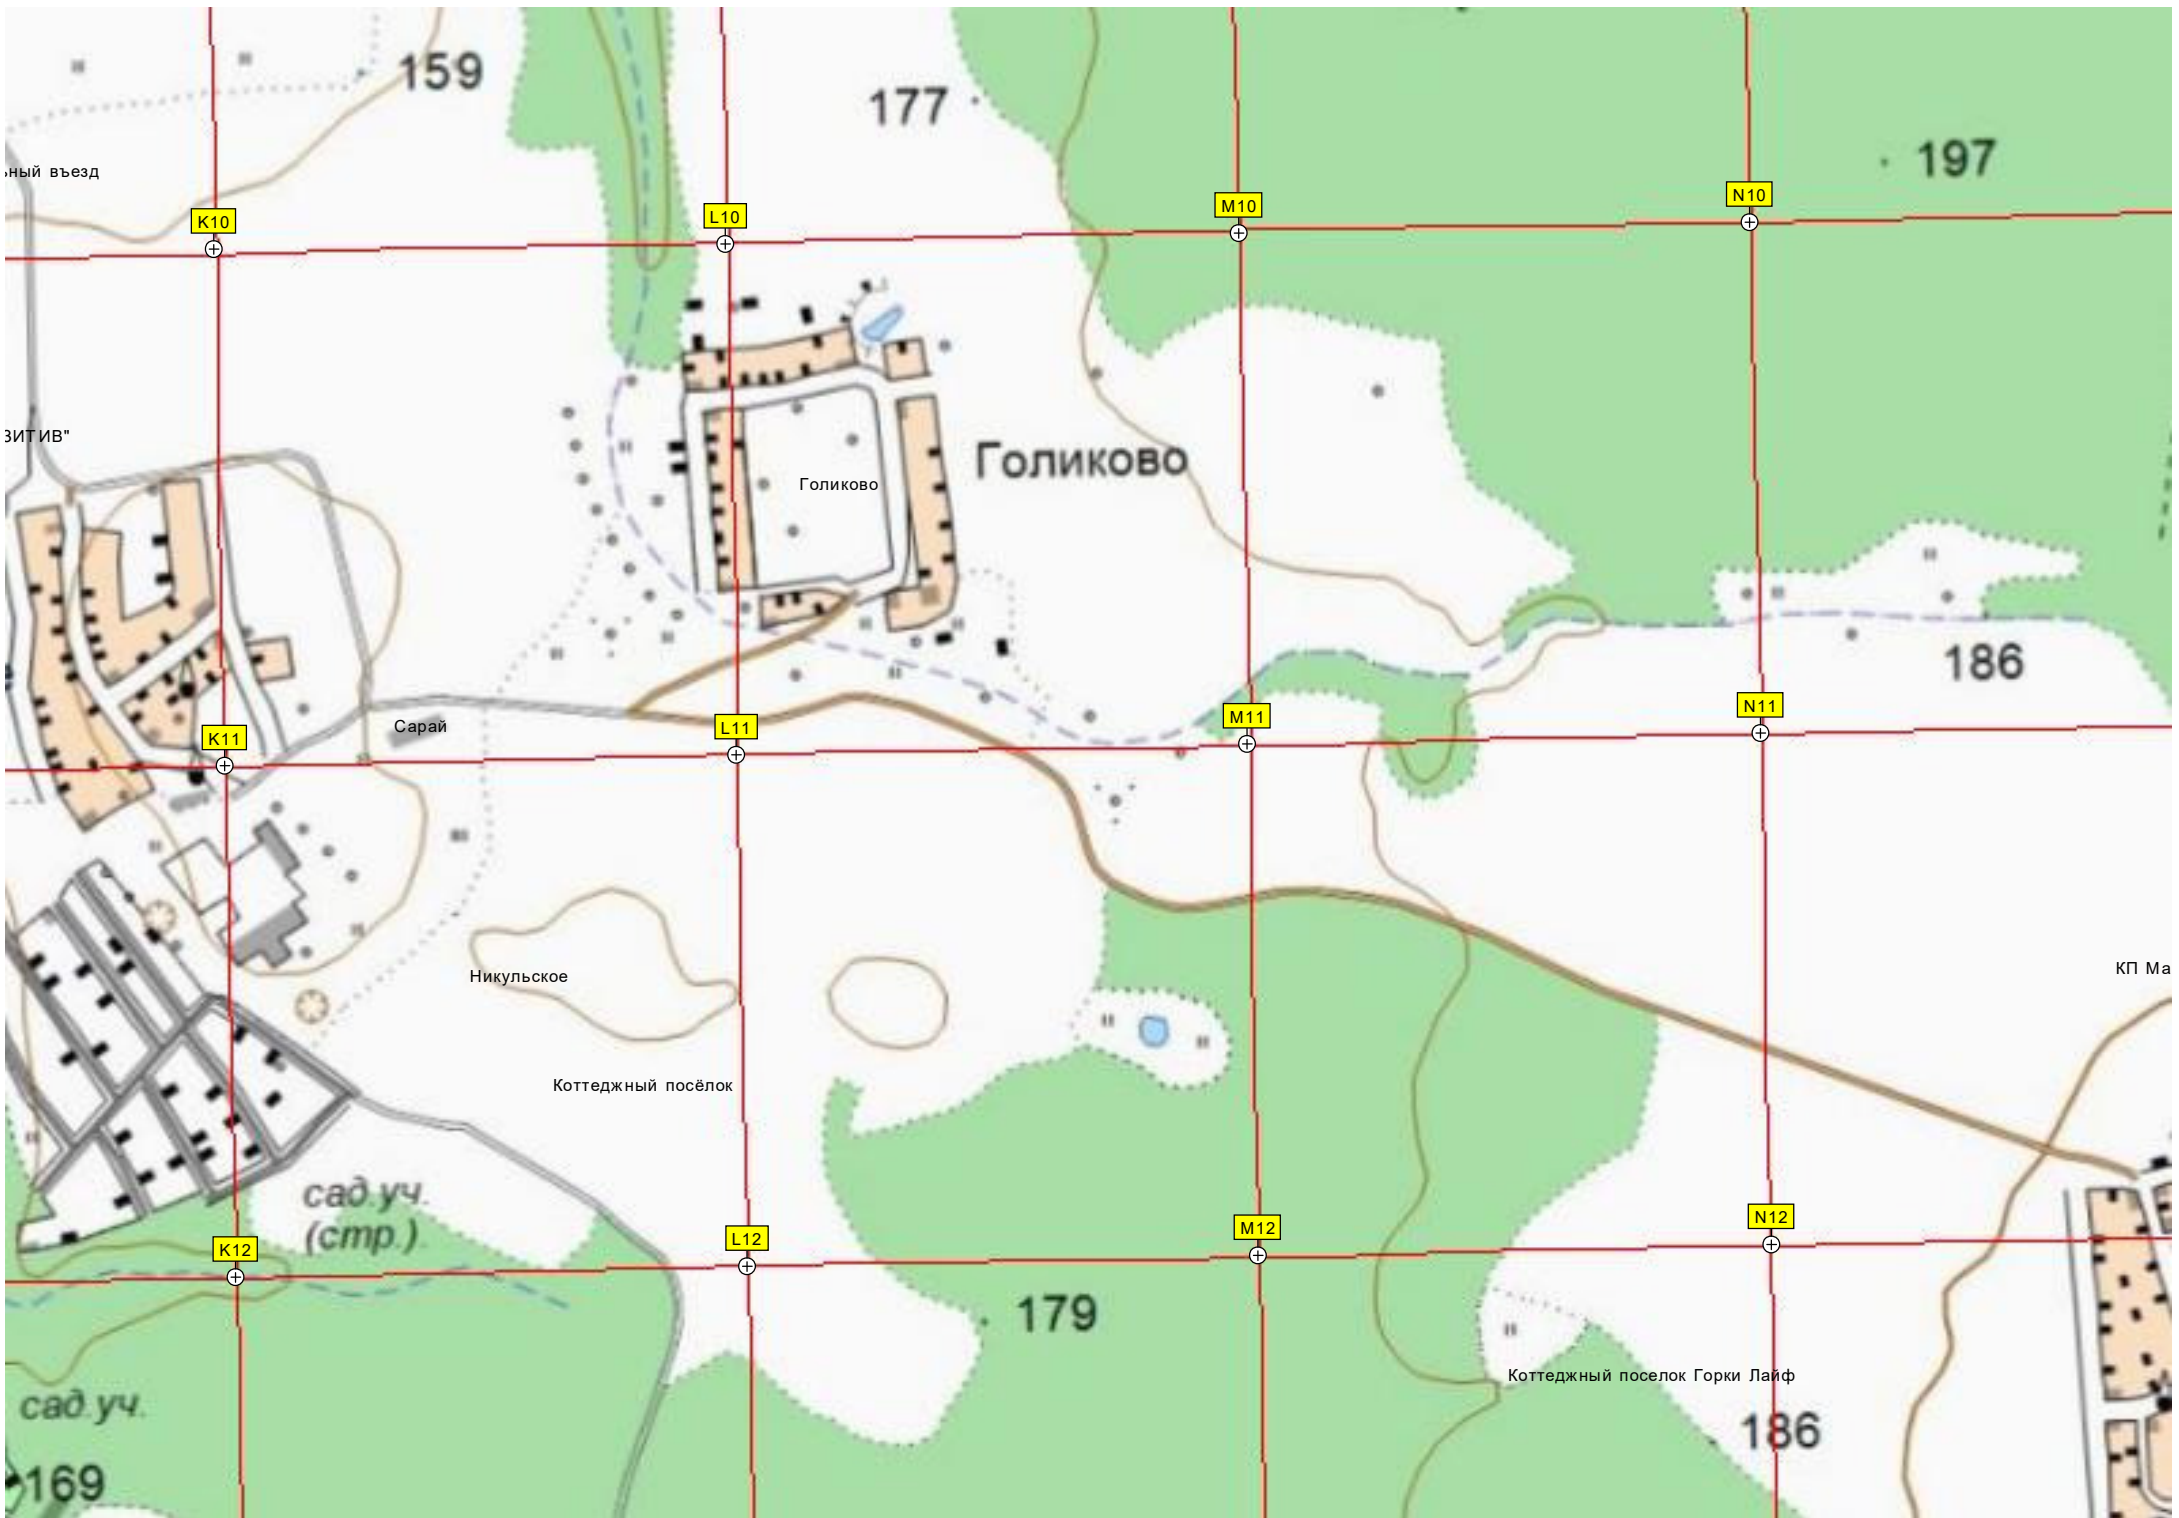 159
177
197
ьный въезд
K10
L10
M10
N10
ЗИТИВ"
Голиково
Голиково
186
K11
Сарай
L11
M11
N11
Никульское
КП Ма
Коттеджный посёлок
сад.уч.
(стр.).
K12
L12
M12
N12
179
Коттеджный поселок Горки Лайф
сад.уч.
186
169